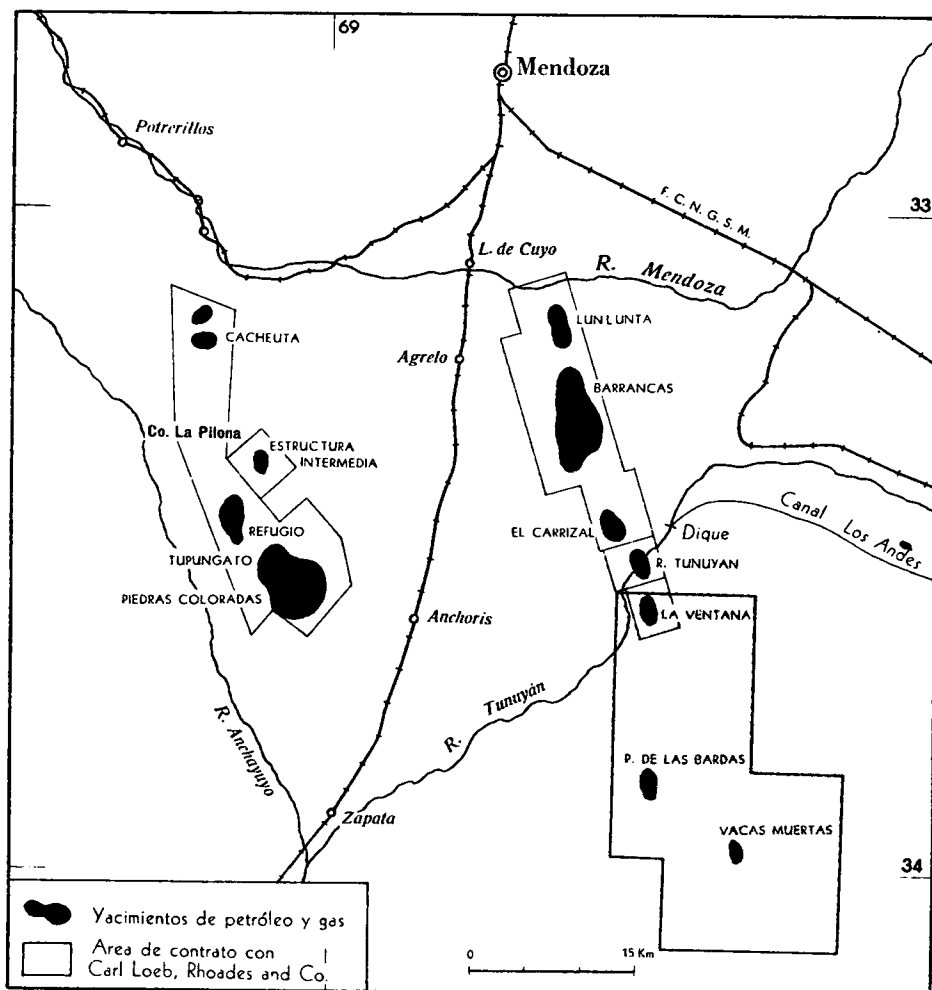 69
Mendoza
Potrerillos
F. C. N. G. S. M.
33
L. de Cuyo
R. Mendoza
LUNLUNTA
CACHEUTA
Agrelo
BARRANCAS
Co. La Pilona
ESTRUCTURA
INTERMEDIA
REFUGIO
EL CARRIZAL
Dique
Canal Los Andes
TUPUNGATO
R. TUNUYAN
PIEDRAS COLORADAS
Anchoris
LA VENTANA
R. Tunuyán
R. Anchayuyo
P. DE LAS BARDAS
Zapata
VACAS MUERTAS
34
Yacimientos de petróleo y gas
Area de contrato con
Carl Loeb, Rhoades and Co.
0 15 Km